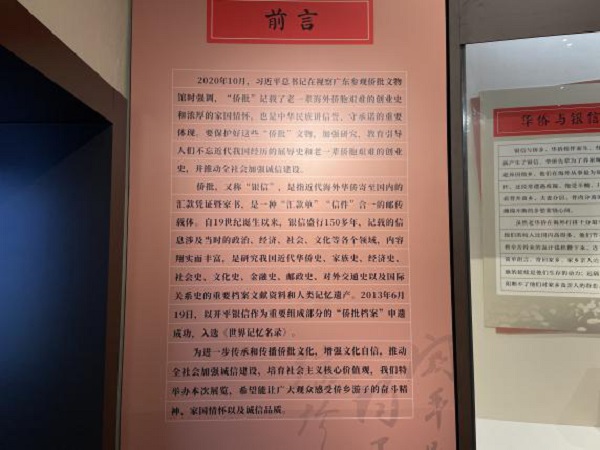 前言
2020年10月，习近平总书记在视察广东参观侨批文物
馆时强调，“侨批”记载了老一辈海外侨胞艰难的创业史
和浓厚的家国情怀，也是中华民族讲信誉、守承诺的重要
体现。要保护好这些“侨批”文物，加强研究，教育引导
人们不忘近代我国经历的屈辱史和老一辈侨胞艰难的创业
史，并推动全社会加强诚信建设。
侨批，又称“银信”，是指近代海外华侨寄至国内的
汇款凭证暨家书，是一种“汇款单”“信件”合一的邮传
载体。自19世纪诞生以来，银信盛行150多年，记载的信
息涉及当时的政治、经济、社会、文化等各个领域，内容
翔实而丰富，是研究我国近代华侨史、家族史、经济史、
社会史、文化史、金融史、邮政史、对外交通史以及国际
关系史的重要档案文献资料和人类记忆遗产。2013年6月
19日，以开平银信作为重要组成部分的“侨批档案”申遗
成功，入选《世界记忆名录》。
为进一步传承和传播侨批文化，增强文化自信，推动
全社会加强诚信建设，培育社会主义核心价值观，我们特
举办本次展览，希望能让广大观众感受侨乡游子的奋斗精
神、家国情怀以及诚信品质。
华侨与银信